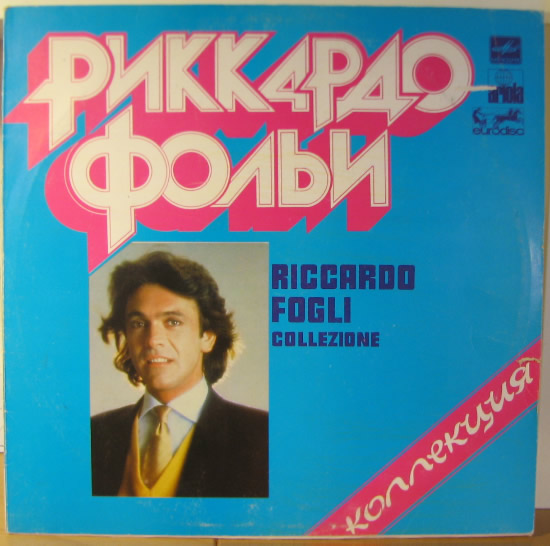 РИККАРДО
ФОЛЬИ
ariola
eurodisc
RICCARDO
FOGLI
COLLEZIONE
КОЛЛЕКЦИЯ